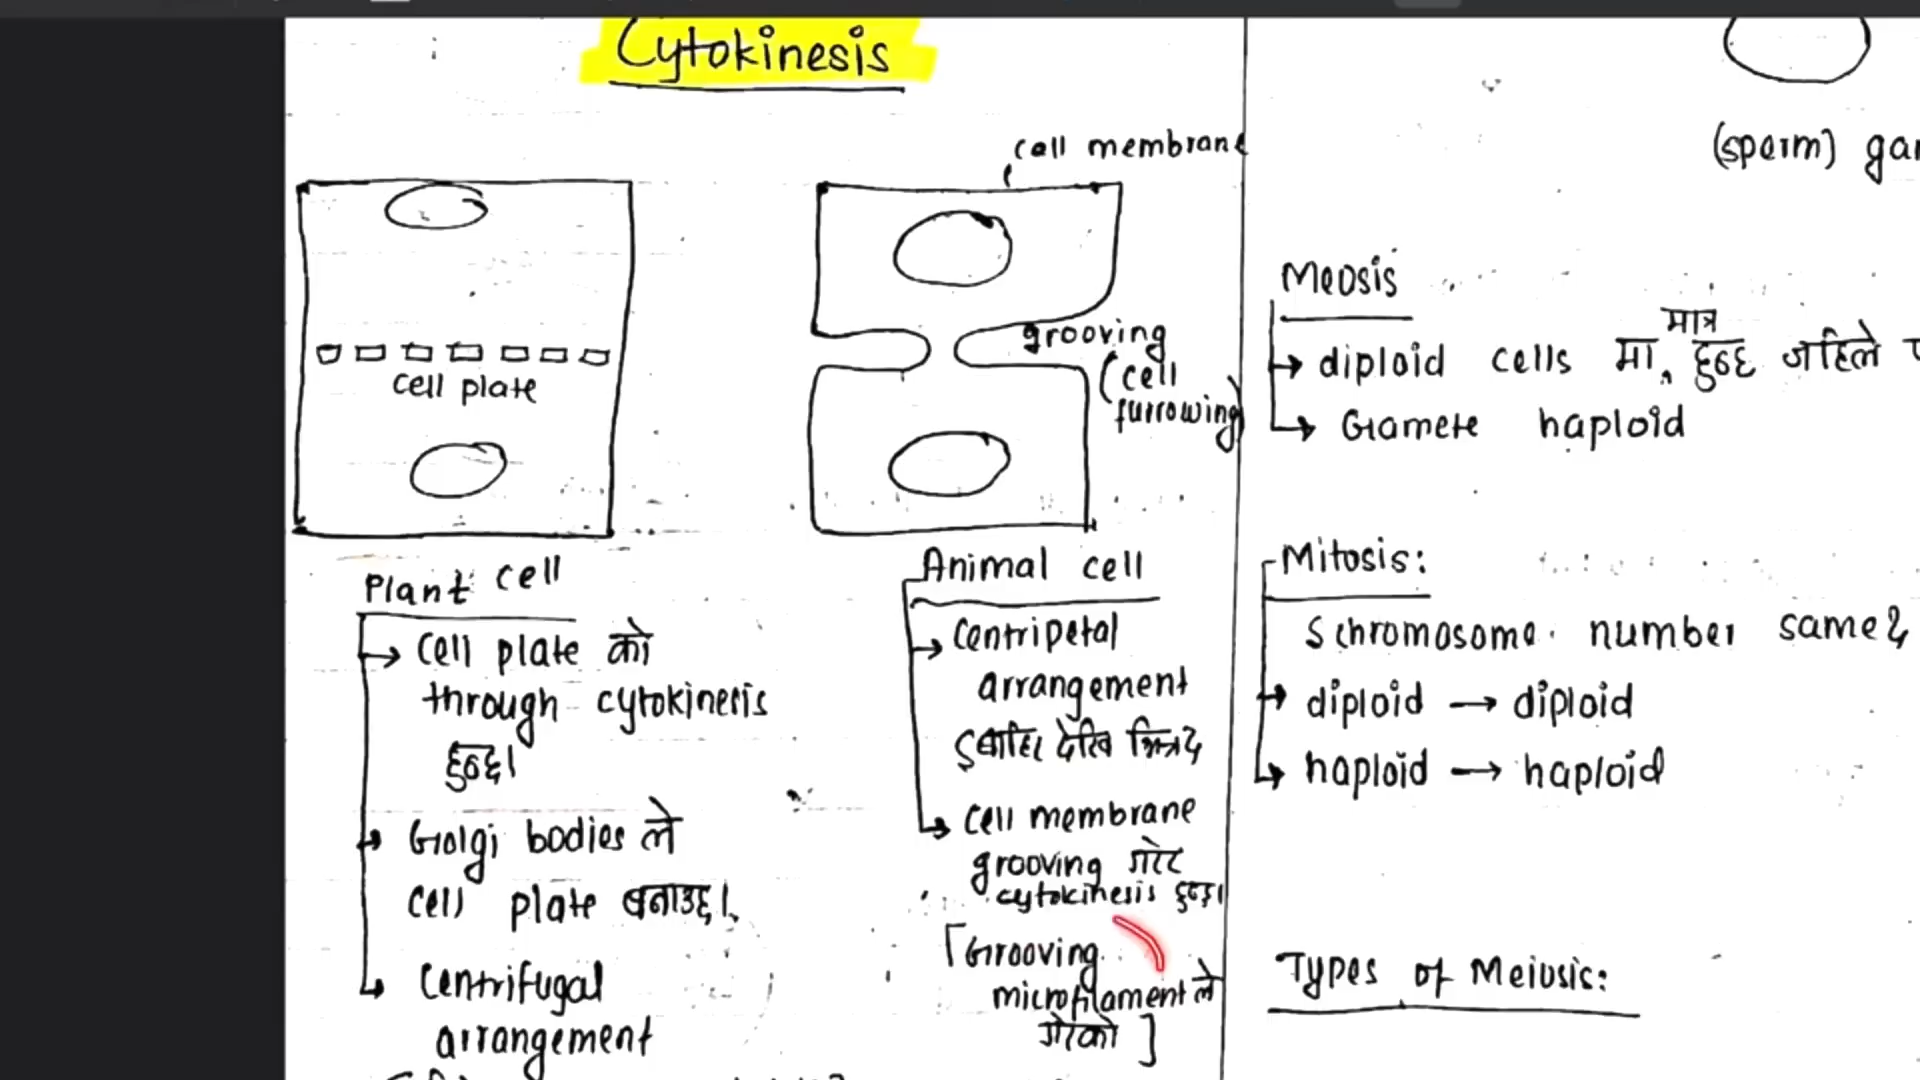 Cytokinesis
cell membrane
grooving
(cell
furrowing)
cell plate
Plant cell
Cell plate को
through cytokinesis
हुन्छ।
Golgi bodies ले
cell plate बनाउछ।
Centrifugal
arrangement
Animal cell
Centripetal
arrangement
बाहिर देखि भित्र
cell membrane
grooving गरेर
cytokinesis हुन्छ।
[Grooving
microfilament ले
गरेको ]
(sperm)
Meosis
मात्र
diploid cells मा हुन्छ जहिले
Gamete haploid
Mitosis:
chromosome number same
diploid → diploid
haploid → haploid
Types of Meiosis: